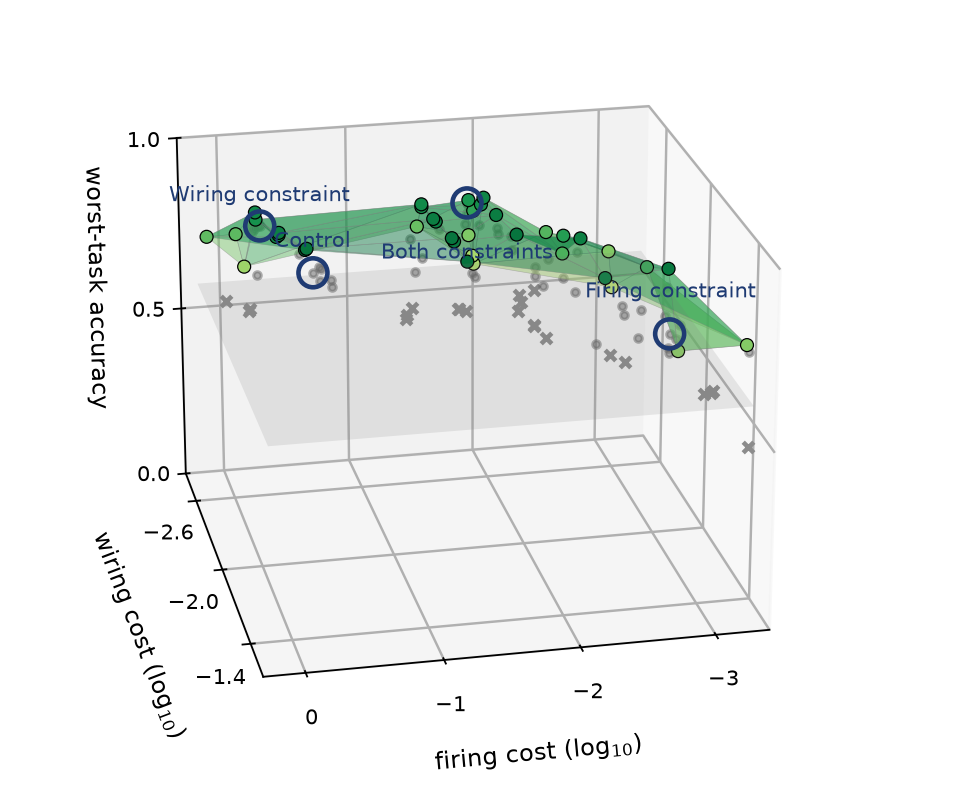 1.0
0.5
0.0
worst-task accuracy
Wiring constraint
Control
Both constraints
Firing constraint
−2.6
−2.0
−1.4
wiring cost (log₁₀)
0
−1
−2
−3
firing cost (log₁₀)